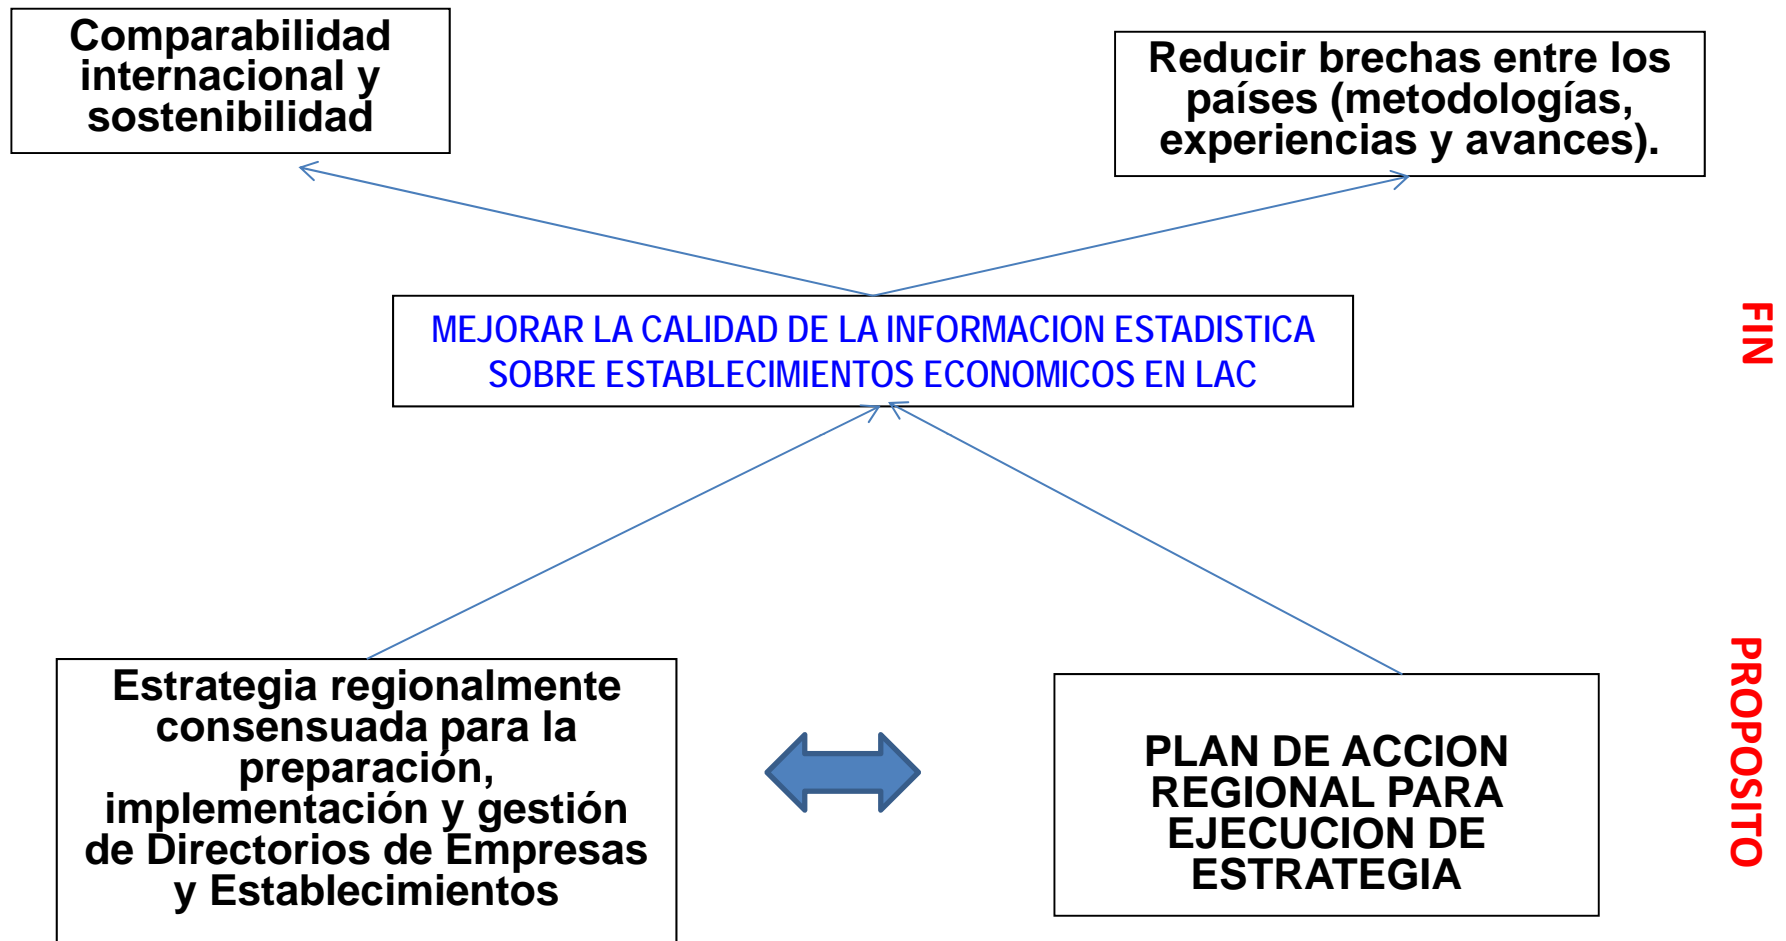 Comparabilidad
internacional y
sostenibilidad
Reducir brechas entre los
países (metodologías,
experiencias y avances).
MEJORAR LA CALIDAD DE LA INFORMACION ESTADISTICA
SOBRE ESTABLECIMIENTOS ECONOMICOS EN LAC
FIN
Estrategia regionalmente
consensuada para la
preparación,
implementación y gestión
de Directorios de Empresas
y Establecimientos
PLAN DE ACCION
REGIONAL PARA
EJECUCION DE
ESTRATEGIA
PROPOSITO